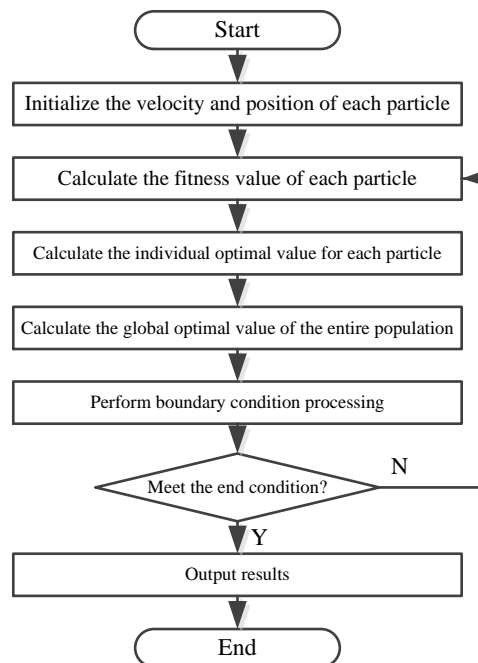 Start
Initialize the velocity and position of each particle
Calculate the fitness value of each particle
Calculate the individual optimal value for each particle
Calculate the global optimal value of the entire population
Perform boundary condition processing
Meet the end condition?
N
Y
Output results
End